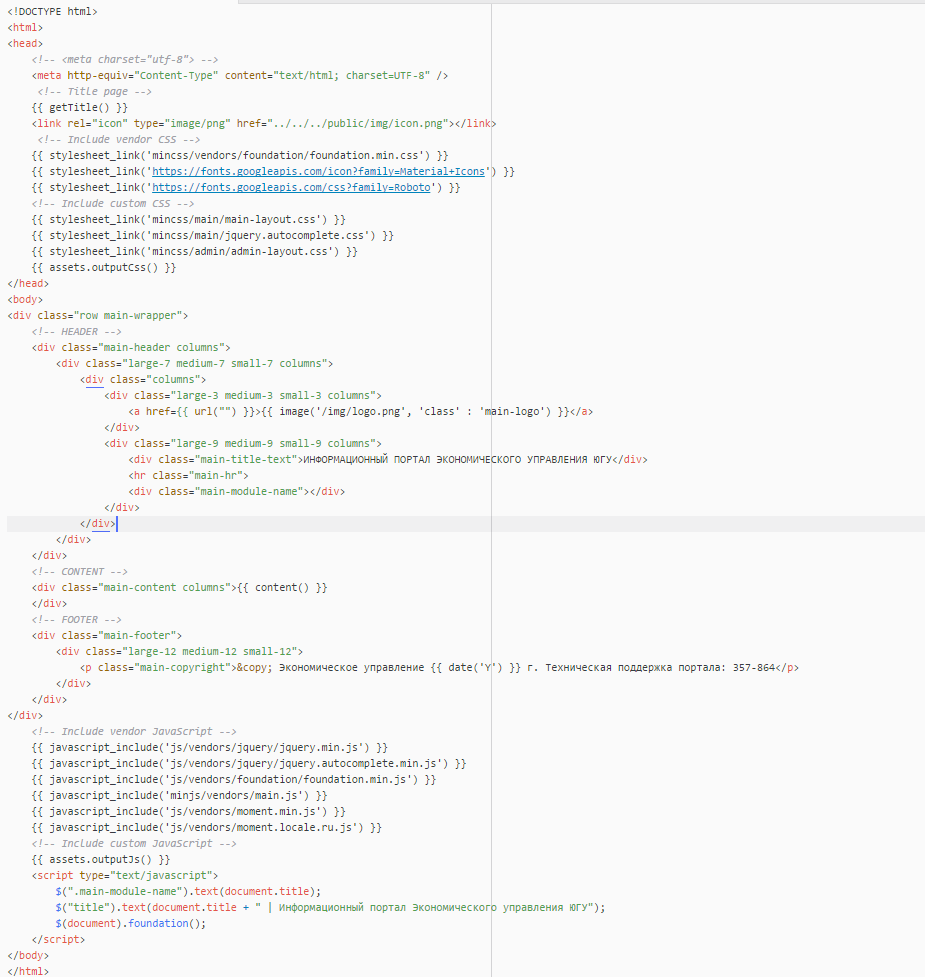 <!DOCTYPE html>
<html>
<head>
    <!-- <meta charset="utf-8"> -->
    <meta http-equiv="Content-Type" content="text/html; charset=UTF-8" />
     <!-- Title page -->
    {{ getTitle() }}
    <link rel="icon" type="image/png" href="../../../public/img/icon.png"></link>
     <!-- Include vendor CSS -->
    {{ stylesheet_link('mincss/vendors/foundation/foundation.min.css') }}
    {{ stylesheet_link('https://fonts.googleapis.com/icon?family=Material+Icons') }}
    {{ stylesheet_link('https://fonts.googleapis.com/css?family=Roboto') }}
    <!-- Include custom CSS -->
    {{ stylesheet_link('mincss/main/main-layout.css') }}
    {{ stylesheet_link('mincss/main/jquery.autocomplete.css') }}
    {{ stylesheet_link('mincss/admin/admin-layout.css') }}
    {{ assets.outputCss() }}
</head>
<body>
<div class="row main-wrapper">
    <!-- HEADER -->
    <div class="main-header columns">
        <div class="large-7 medium-7 small-7 columns">
            <div class="columns">
                <div class="large-3 medium-3 small-3 columns">
                    <a href={{ url("") }}>{{ image('/img/logo.png', 'class' : 'main-logo') }}</a>
                </div>
                <div class="large-9 medium-9 small-9 columns">
                    <div class="main-title-text">ИНФОРМАЦИОННЫЙ ПОРТАЛ ЭКОНОМИЧЕСКОГО УПРАВЛЕНИЯ ЮГУ</div>
                    <hr class="main-hr">
                    <div class="main-module-name"></div>
                </div>
            </div>
        </div>
    </div>
    <!-- CONTENT -->
    <div class="main-content columns">{{ content() }}
    </div>
    <!-- FOOTER -->
    <div class="main-footer">
        <div class="large-12 medium-12 small-12">
            <p class="main-copyright">&copy; Экономическое управление {{ date('Y') }} г. Техническая поддержка портала: 357-864</p>
        </div>
    </div>
</div>
    <!-- Include vendor JavaScript -->
    {{ javascript_include('js/vendors/jquery/jquery.min.js') }}
    {{ javascript_include('js/vendors/jquery/jquery.autocomplete.min.js') }}
    {{ javascript_include('js/vendors/foundation/foundation.min.js') }}
    {{ javascript_include('minjs/vendors/main.js') }}
    {{ javascript_include('js/vendors/moment.min.js') }}
    {{ javascript_include('js/vendors/moment.locale.ru.js') }}
    <!-- Include custom JavaScript -->
    {{ assets.outputJs() }}
    <script type="text/javascript">
        $(".main-module-name").text(document.title);
        $("title").text(document.title + " | Информационный портал Экономического управления ЮГУ");
        $(document).foundation();
    </script>
</body>
</html>